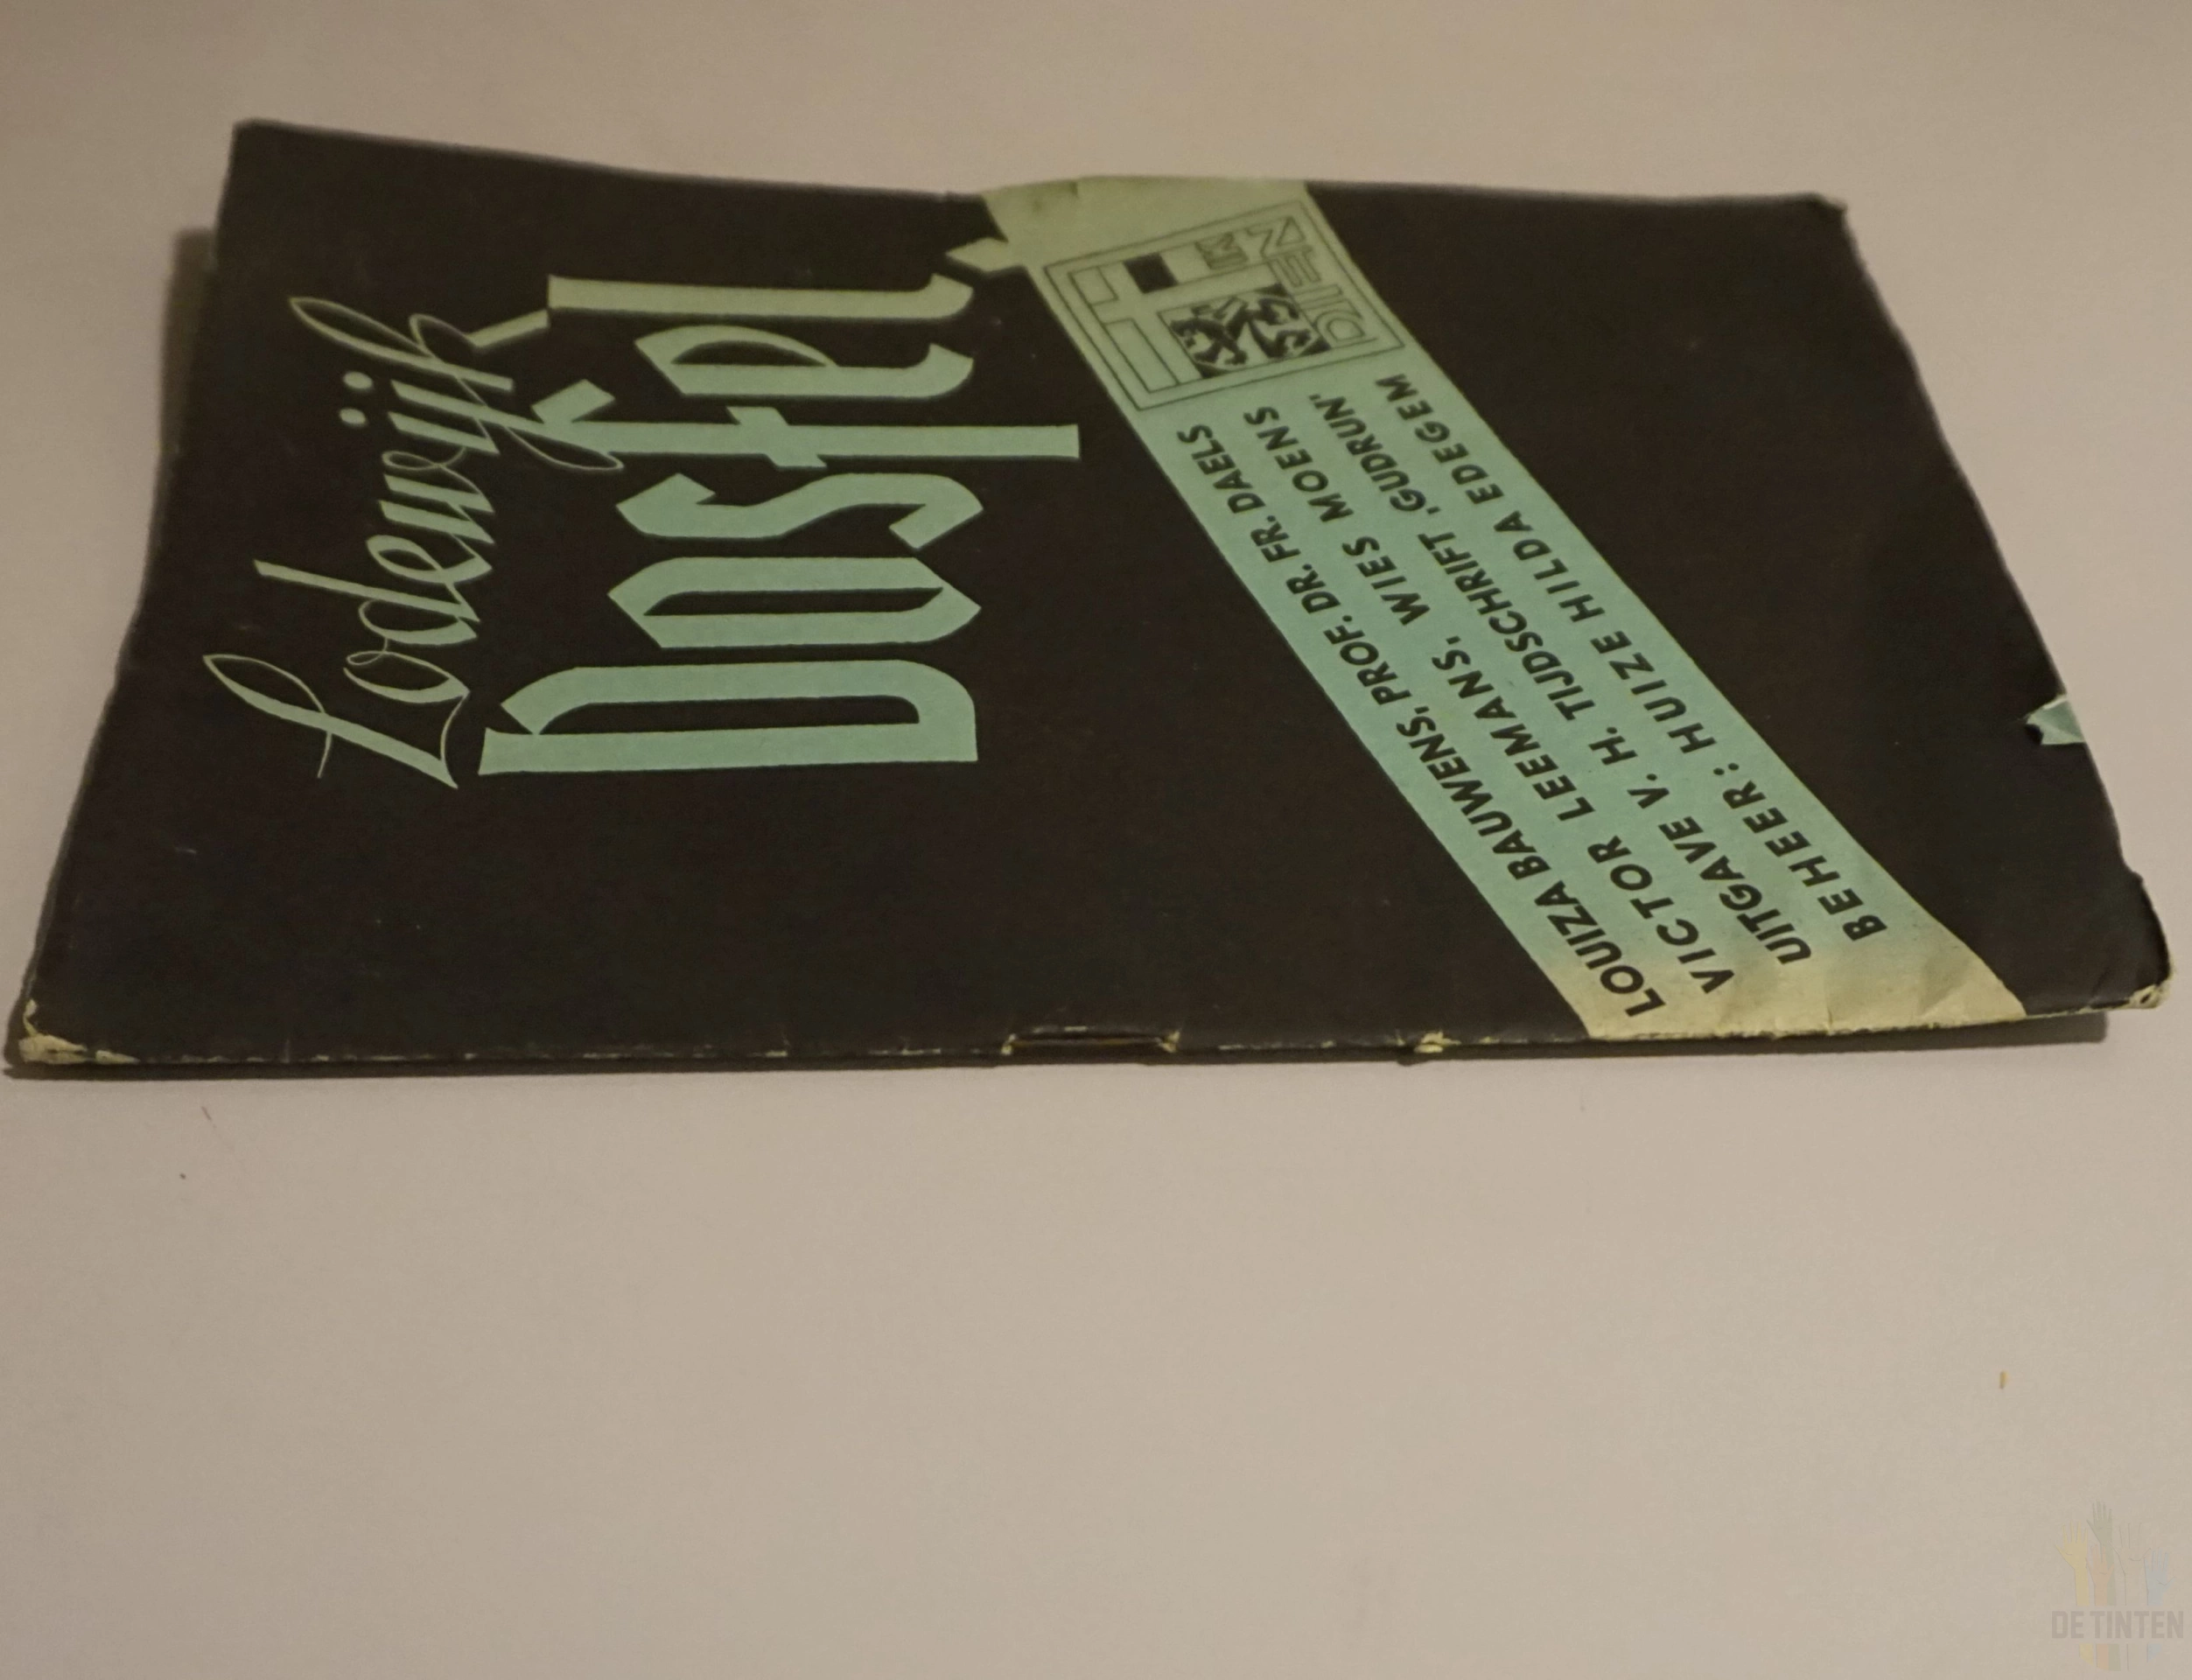 Lodewijk
DOSFEL
LOUIZA BAUWENS, PROF. DR. FR. DAELS
VICTOR LEEMANS, WIES MOENS
UITGAVE V. H. TIJDSCHRIFT ‚GUDRUN'
BEHEER: HUIZE HILDA EDEGEM
DIEN
MI
DE TINTEN